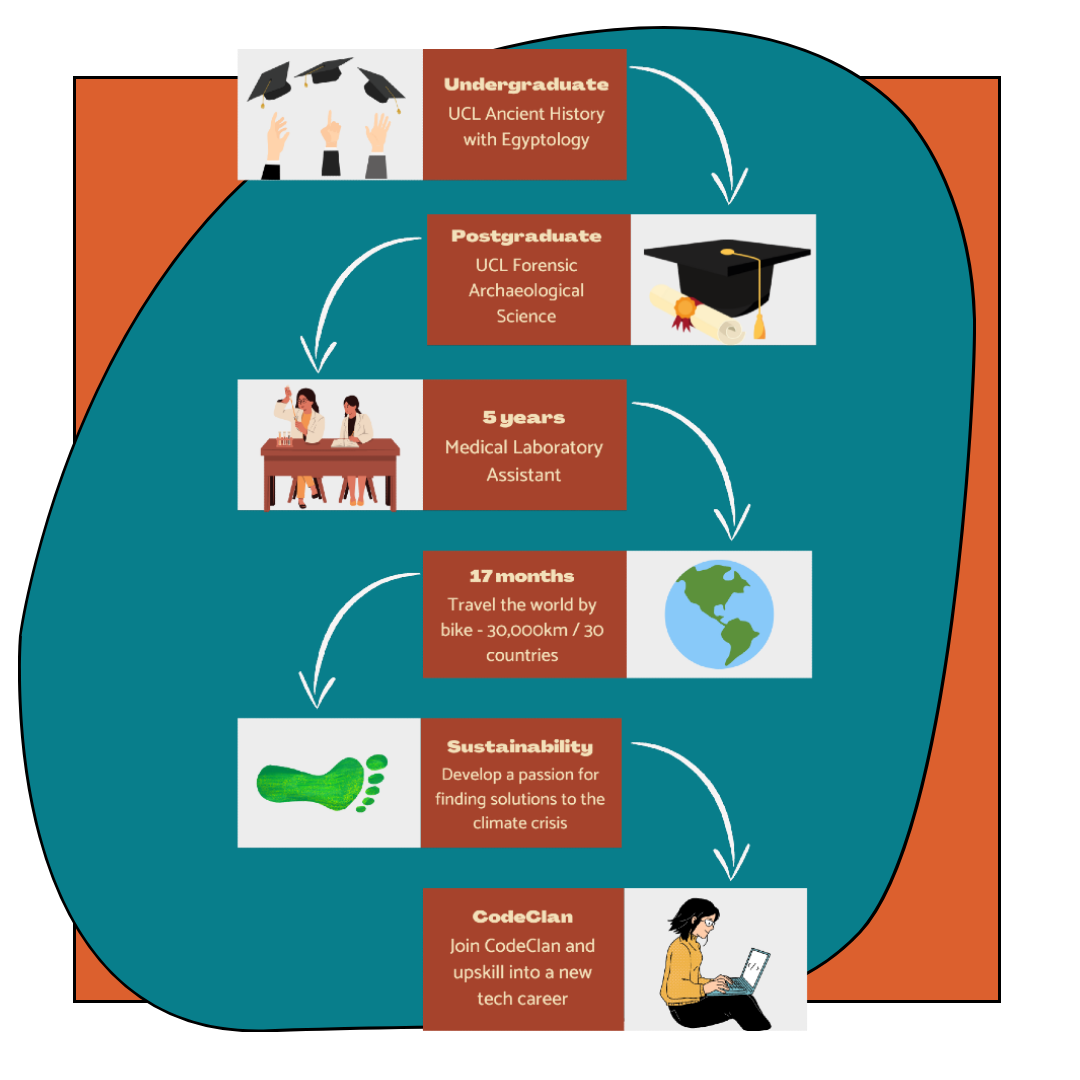 Undergraduate
UCL Ancient History
with Egyptology
Postgraduate
UCL Forensic
Archaeological
Science
5 years
Medical Laboratory
Assistant
17 months
Travel the world by
bike - 30,000km / 30
countries
Sustainability
Develop a passion for
finding solutions to the
climate crisis
CodeClan
Join CodeClan and
upskill into a new
tech career